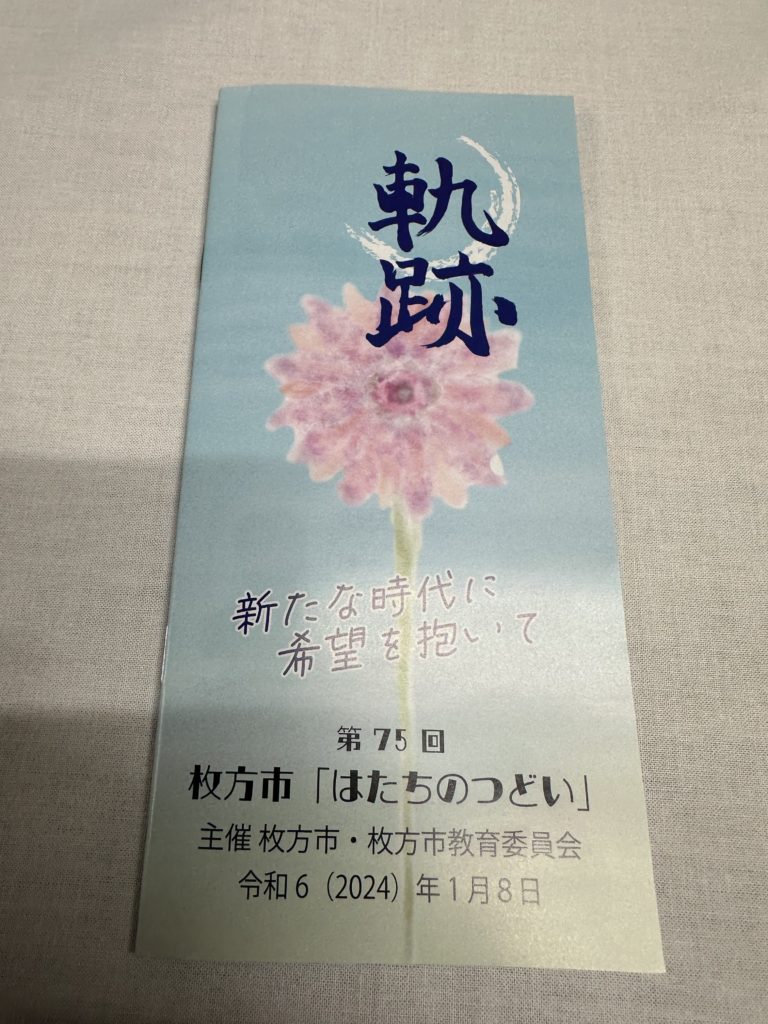 軌跡
新たな時代に
希望を抱いて
第75回
枚方市「はたちのつどい」
主催 枚方市・枚方市教育委員会
令和6（2024）年1月8日